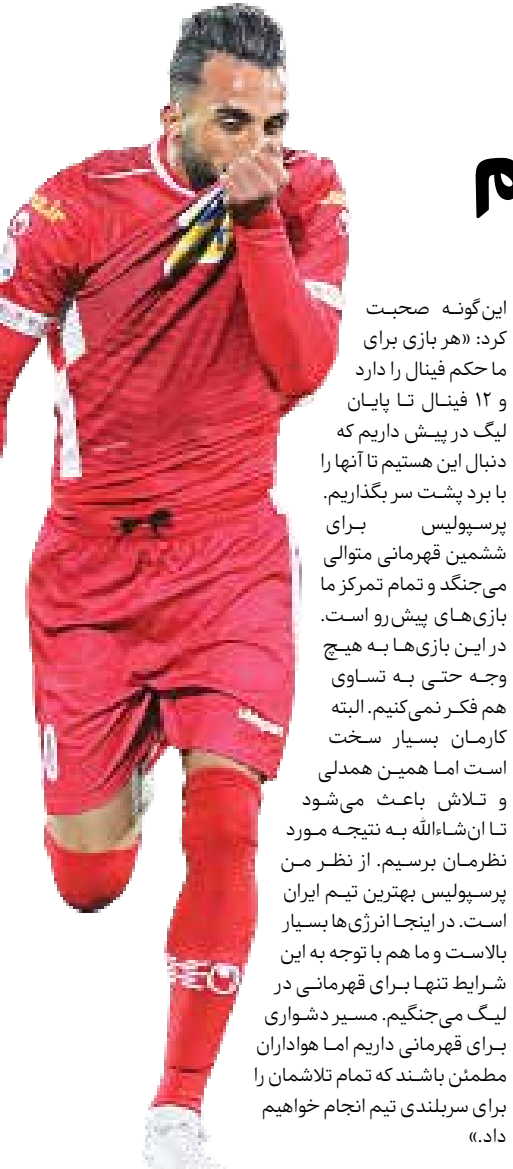 م
این‌گونه صحبت
کرد: «هر بازی برای
ما حکم فینال را دارد
و ۱۲ فینال تا پایان
لیگ در پیش داریم که
دنبال این هستیم تا آنها را
با برد پشت سر بگذاریم.
پرسپولیس برای
ششمین قهرمانی متوالی
می‌جنگد و تمام تمرکز ما
بازی‌های پیش رو است.
در این بازی‌ها به هیچ
وجه حتی به تساوی
هم فکر نمی‌کنیم. البته
کارمان بسیار سخت
است اما همین همدلی
و تلاش باعث می‌شود
تا ان‌شاءالله به نتیجه مورد
نظرمان برسیم. از نظر من
پرسپولیس بهترین تیم ایران
است. در اینجا انرژی‌ها بسیار
بالاست و ما هم با توجه به این
شرایط تنها برای قهرمانی در
لیگ می‌جنگیم. مسیر دشواری
برای قهرمانی داریم اما هواداران
مطمئن باشند که تمام تلاشمان را
برای سربلندی تیم انجام خواهیم
داد.»